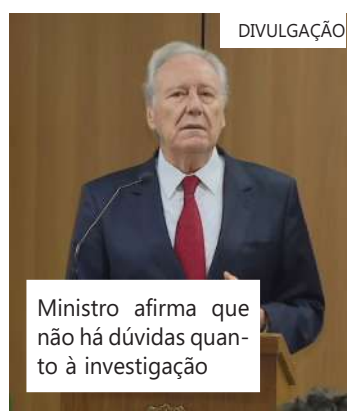 DIVULGAÇÃO
Ministro afirma que
não há dúvidas quan-
to à investigação